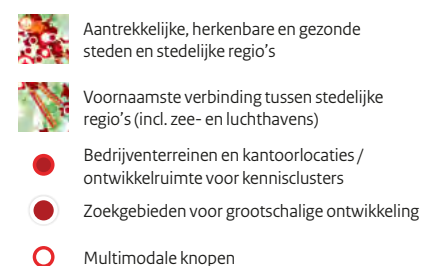 Aantrekkelijke, herkenbare en gezonde
steden en stedelijke regio's
Voornaamste verbinding tussen stedelijke
regio's (incl. zee- en luchthavens)
Bedrijventerreinen en kantoorlocaties /
ontwikkelruimte voor kennisclusters
Zoekgebieden voor grootschalige ontwikkeling
Multimodale knopen